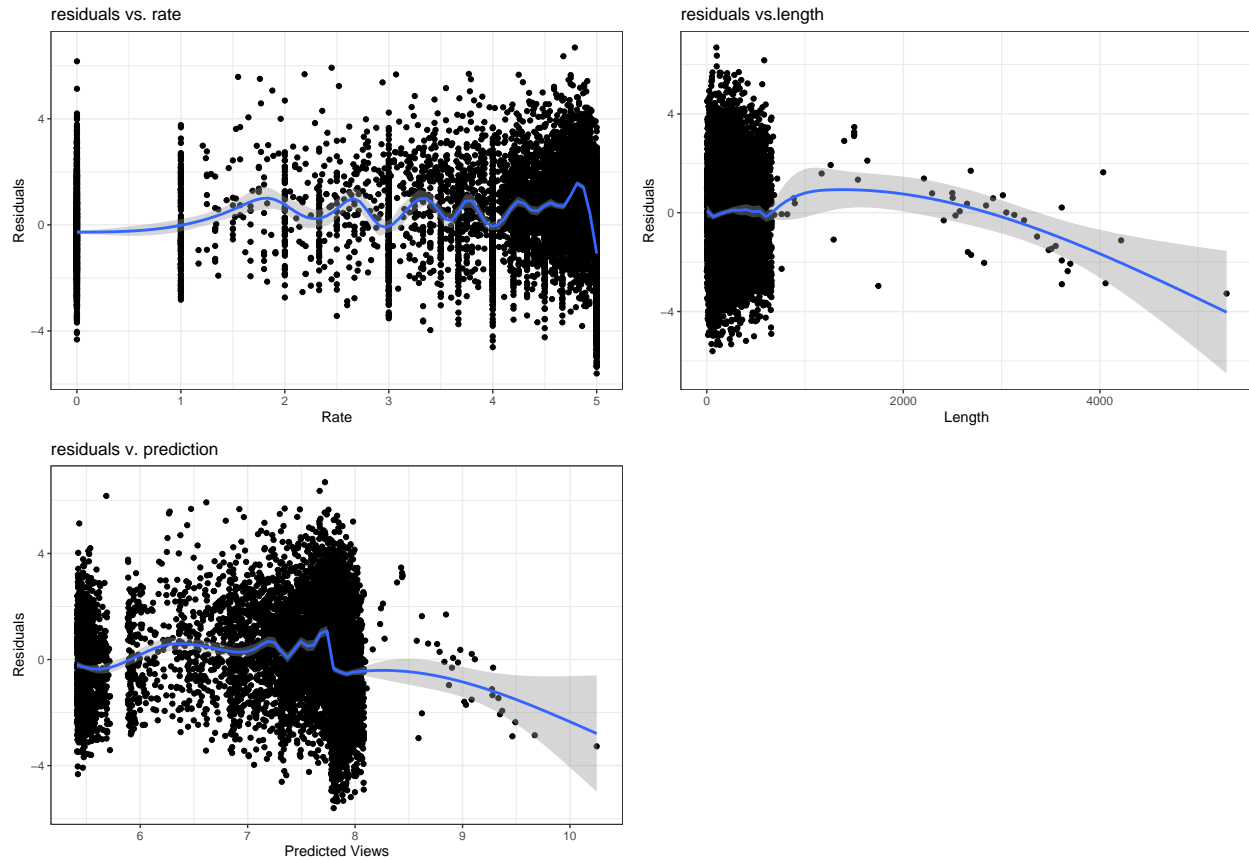 residuals vs. rate
4
0
−4
Residuals
0 1 2 3 4 5
Rate
residuals vs.length
4
0
−4
Residuals
0 2000 4000
Length
residuals v. prediction
4
0
−4
Residuals
6 7 8 9 10
Predicted Views